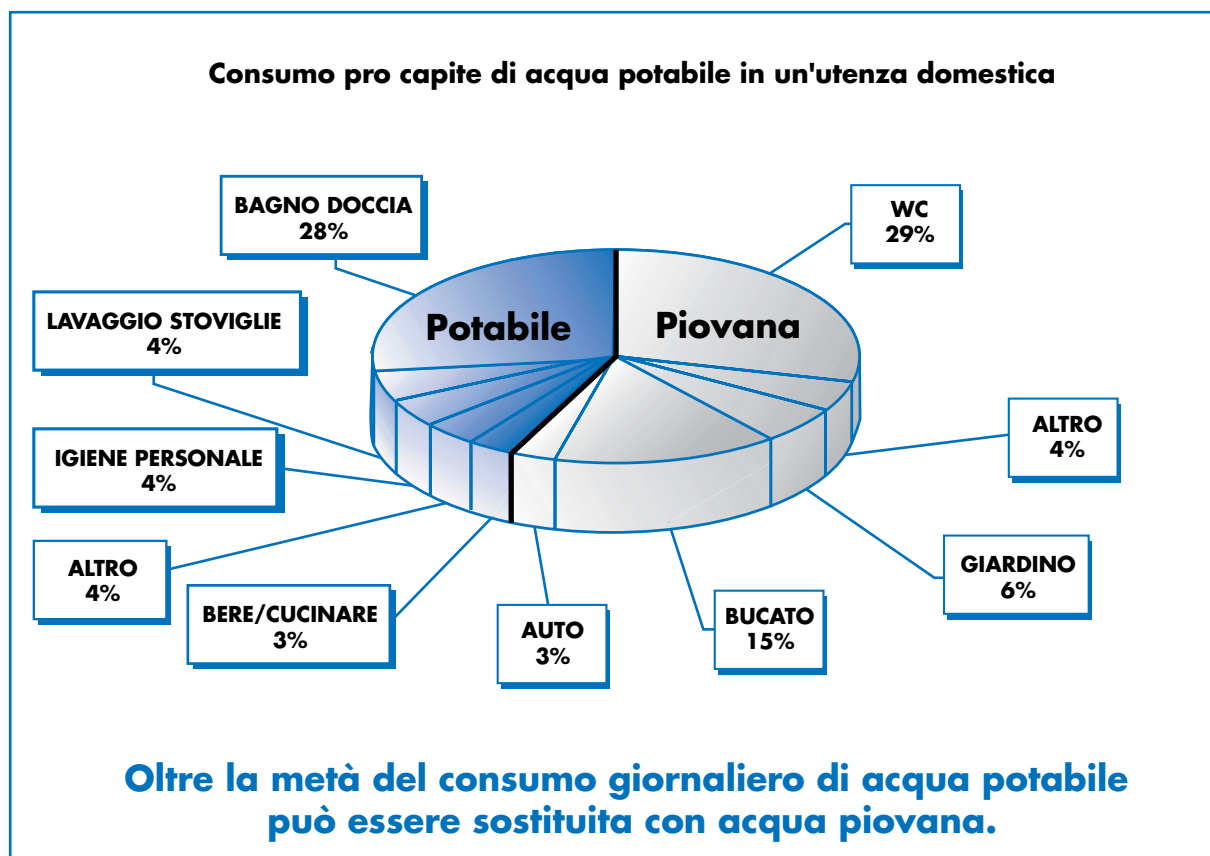 Consumo pro capite di acqua potabile in un'utenza domestica
BAGNO DOCCIA
28%
WC
29%
LAVAGGIO STOVIGLIE
4%
Potabile
Piovana
IGIENE PERSONALE
4%
ALTRO
4%
ALTRO
4%
GIARDINO
6%
BERE/CUCINARE
3%
AUTO
3%
BUCATO
15%
Oltre la metà del consumo giornaliero di acqua potabile
può essere sostituita con acqua piovana.